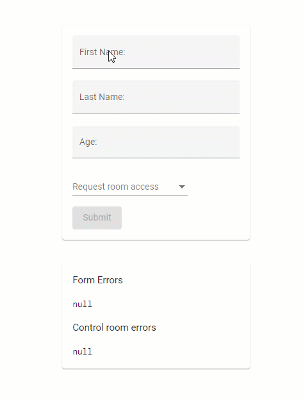 First Name:
Last Name:
Age:
Request room access
Submit
Form Errors
null
Control room errors
null